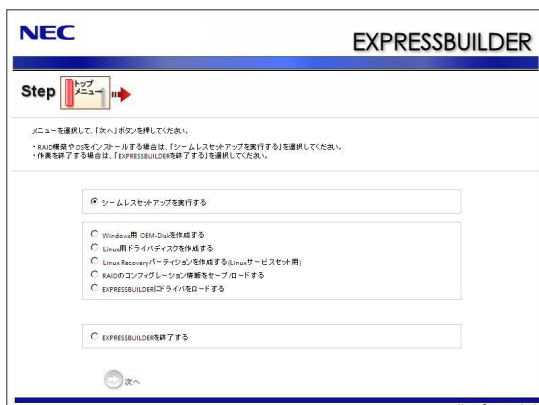 NEC
EXPRESSBUILDER
Step
トップ
メニュー
メニューを選択して、「次へ」ボタンを押してください。
・RAID構築やOSをインストールする場合は、「シームレスセットアップを実行する」を選択してください。
・作業を終了する場合は、「EXPRESSBUILDERを終了する」を選択してください。
シームレスセットアップを実行する
Windows用 OEM-Diskを作成する
Linux用ドライバディスクを作成する
Linux Recoveryパーティションを作成する(Linuxサービスセット用)
RAIDのコンフィグレーション情報をセーブ/ロードする
EXPRESSBUILDERにドライバをロードする
EXPRESSBUILDERを終了する
次へ